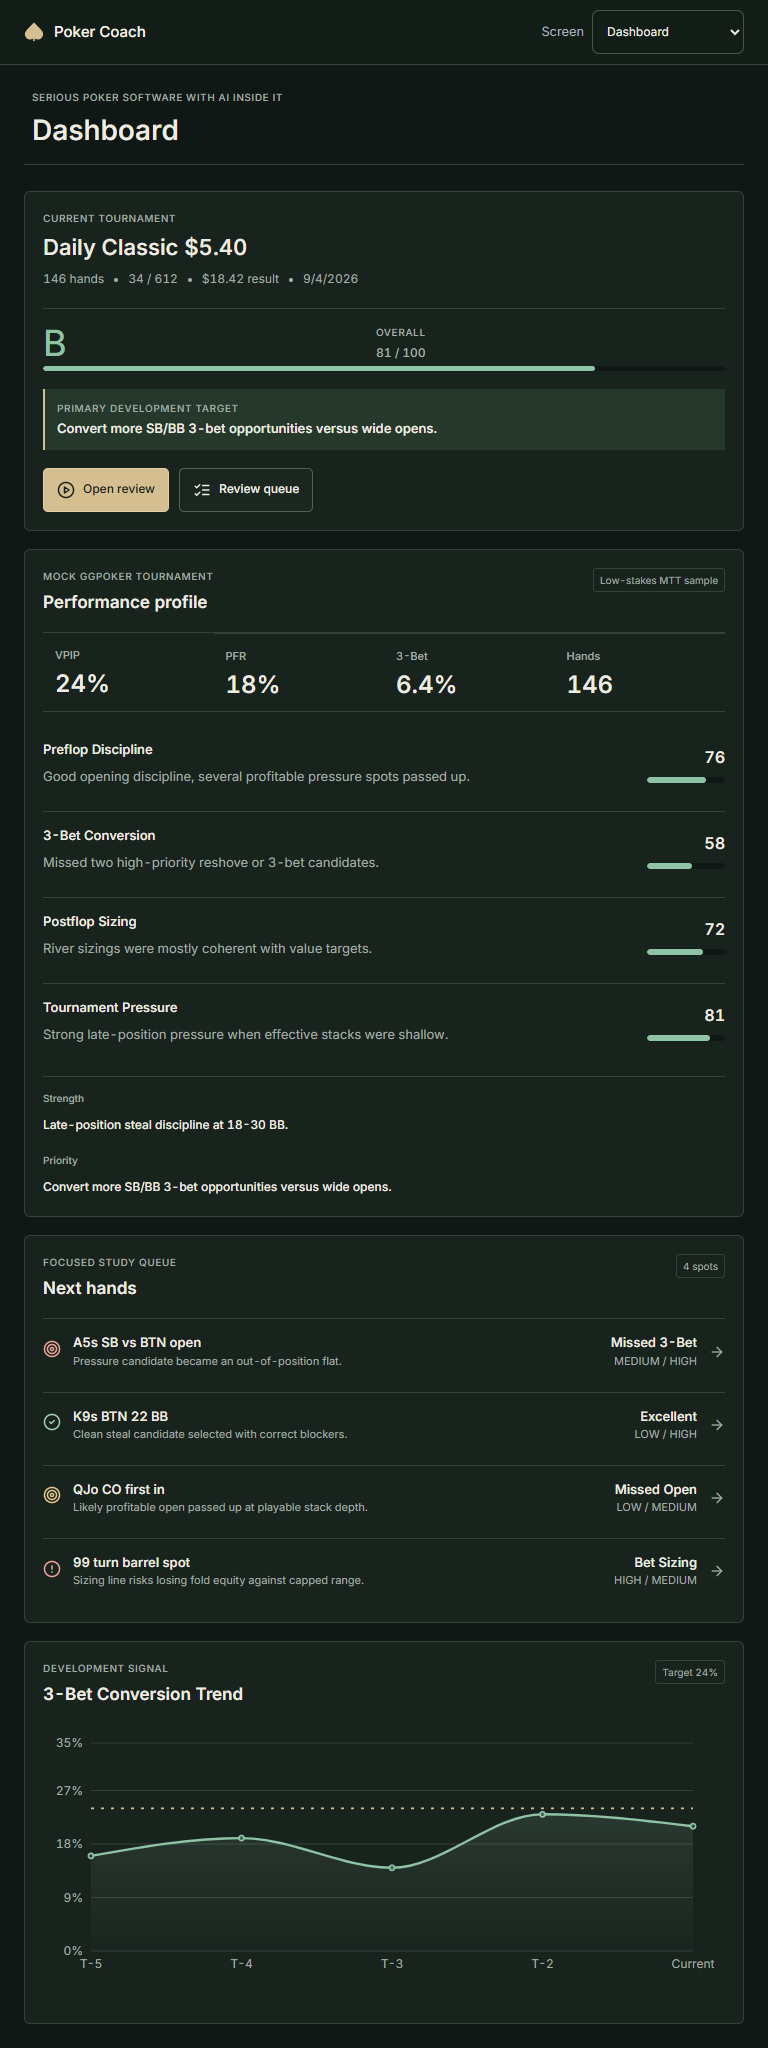 Poker Coach
Screen
Dashboard
SERIOUS POKER SOFTWARE WITH AI INSIDE IT
Dashboard
CURRENT TOURNAMENT
Daily Classic $5.40
146 hands • 34 / 612 • $18.42 result • 9/4/2026
B
OVERALL
81 / 100
PRIMARY DEVELOPMENT TARGET
Convert more SB/BB 3-bet opportunities versus wide opens.
Open review
Review queue
MOCK GGPOKER TOURNAMENT
Low-stakes MTT sample
Performance profile
VPIP
24%
PFR
18%
3-Bet
6.4%
Hands
146
Preflop Discipline
Good opening discipline, several profitable pressure spots passed up.
76
3-Bet Conversion
Missed two high-priority reshove or 3-bet candidates.
58
Postflop Sizing
River sizings were mostly coherent with value targets.
72
Tournament Pressure
Strong late-position pressure when effective stacks were shallow.
81
Strength
Late-position steal discipline at 18-30 BB.
Priority
Convert more SB/BB 3-bet opportunities versus wide opens.
FOCUSED STUDY QUEUE
4 spots
Next hands
A5s SB vs BTN open
Pressure candidate became an out-of-position flat.
Missed 3-Bet
MEDIUM / HIGH
K9s BTN 22 BB
Clean steal candidate selected with correct blockers.
Excellent
LOW / HIGH
QJo CO first in
Likely profitable open passed up at playable stack depth.
Missed Open
LOW / MEDIUM
99 turn barrel spot
Sizing line risks losing fold equity against capped range.
Bet Sizing
HIGH / MEDIUM
DEVELOPMENT SIGNAL
Target 24%
3-Bet Conversion Trend
35%
27%
18%
9%
0%
T-5
T-4
T-3
T-2
Current